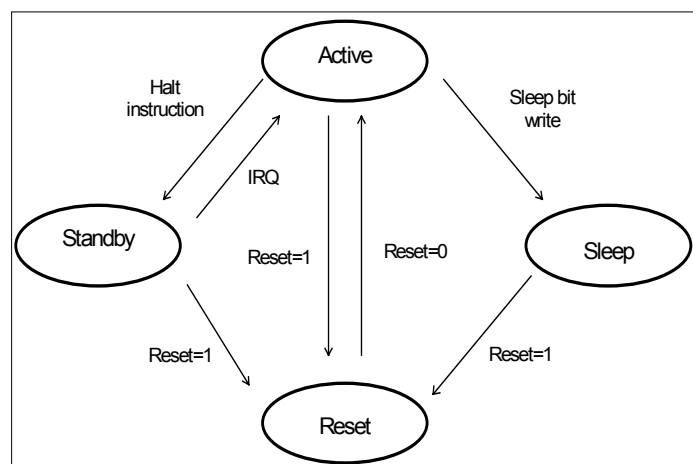 Active
Halt
instruction
Sleep bit
write
IRQ
Standby
Reset=1
Reset=0
Sleep
Reset=1
Reset=1
Reset